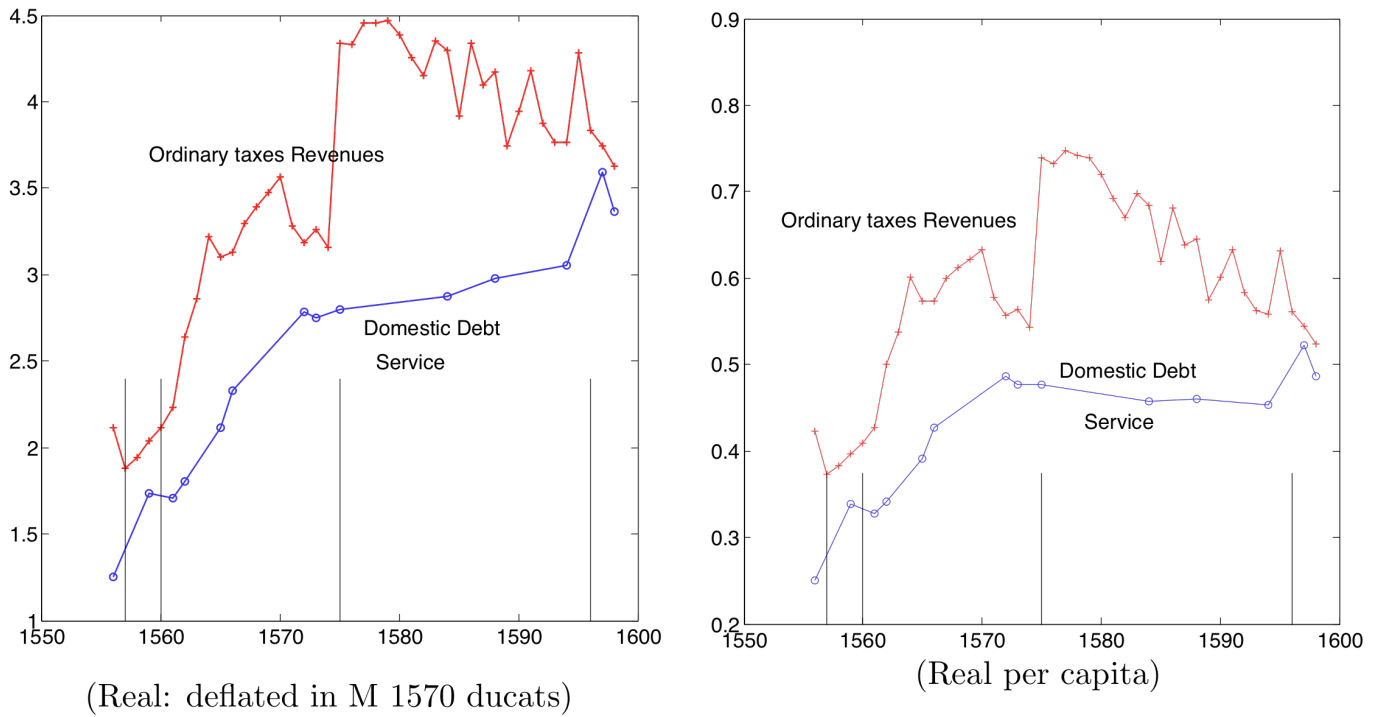 4.5
4
3.5
3
2.5
2
1.5
1
1550 1560 1570 1580 1590 1600
Ordinary taxes Revenues
Domestic Debt
Service
(Real: deflated in M 1570 ducats)
0.9
0.8
0.7
0.6
0.5
0.4
0.3
0.2
1550 1560 1570 1580 1590 1600
Ordinary taxes Revenues
Domestic Debt
Service
(Real per capita)